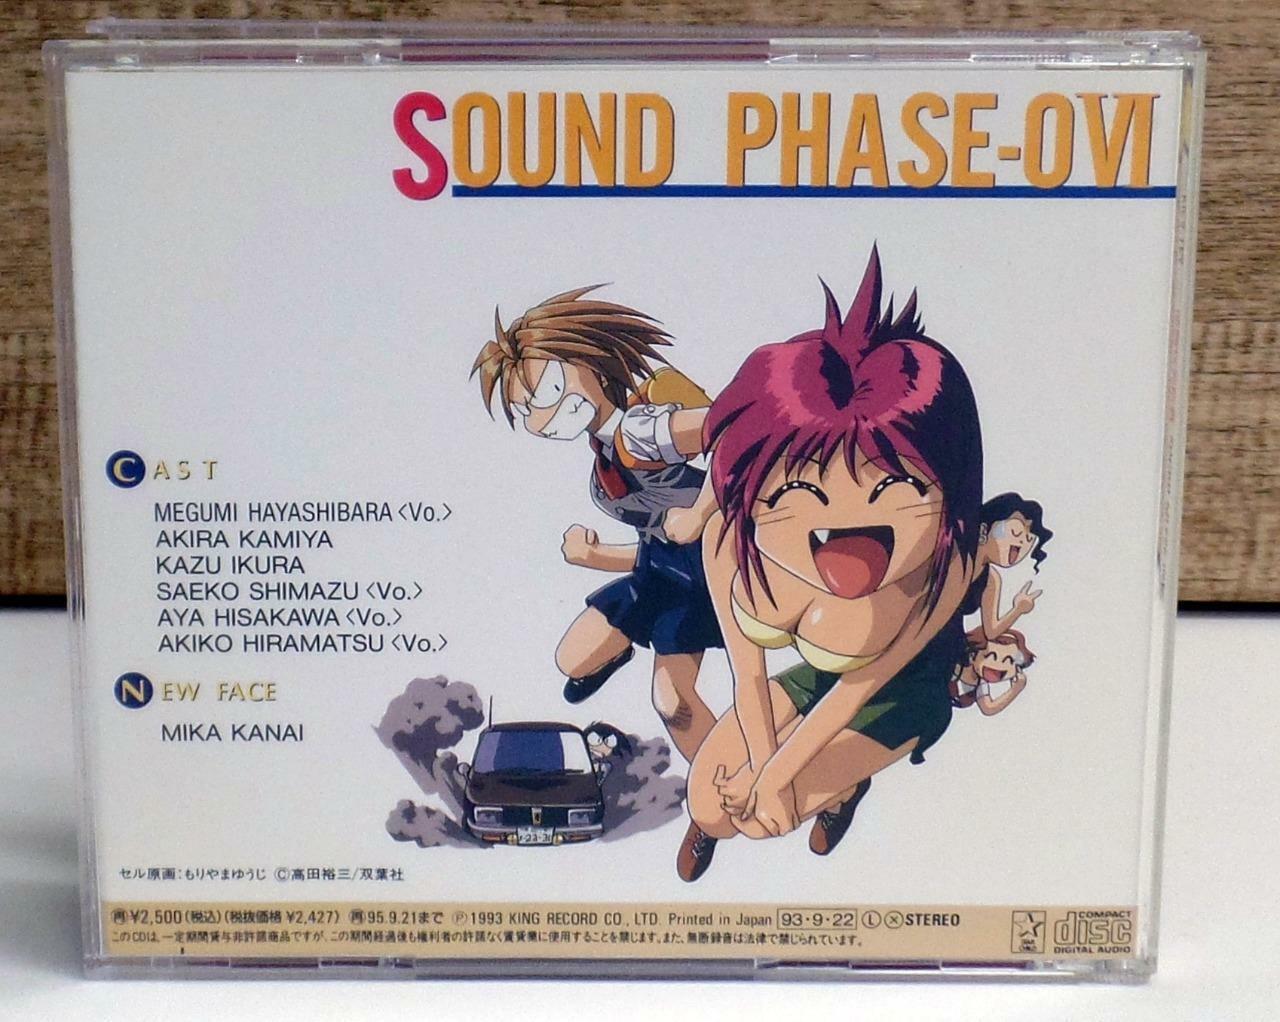 SOUND PHASE-OVI
CAST
MEGUMI HAYASHIBARA<Vo.>
AKIRA KAMIYA
KAZU IKURA
SAEKO SHIMAZU<Vo.>
AYA HISAKAWA<Vo.>
AKIKO HIRAMATSU<Vo.>
NEW FACE
MIKA KANAI
セル原画:もりやまゆうじ Ⓒ高田裕三/双葉社
再¥2,500(税込)(税抜価格 ¥2,427) 再95.9.21まで Ⓟ1993 KING RECORD CO., LTD. Printed in Japan 93・9・22 Ⓛ Ⓧ STEREO
このCDは、一定期間貸与非許諾商品ですが、この期間経過後も権利者の許諾なく賃貸業に使用することを禁じます。また、無断録音は法律で禁じられています。
COMPACT
disc
DIGITAL AUDIO